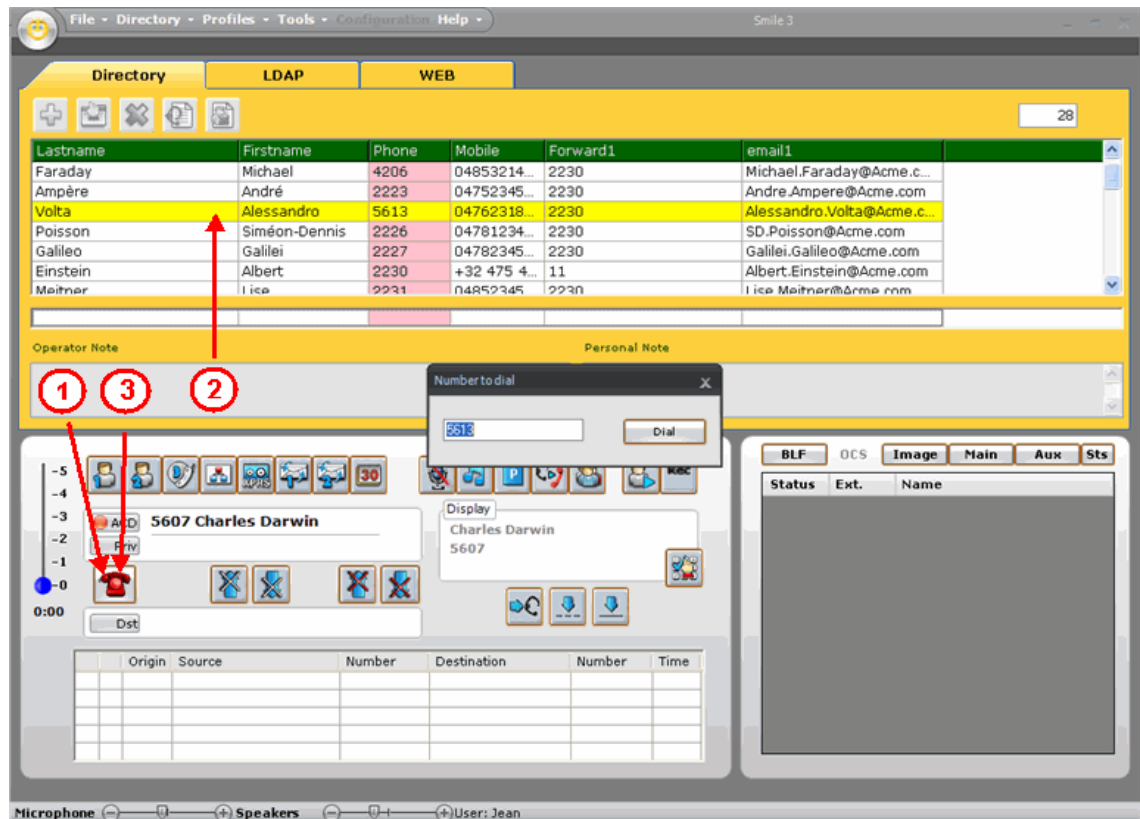 File - Directory - Profiles - Tools - Configuration Help - Smile 3
Directory LDAP WEB
28
Lastname Firstname Phone Mobile Forward1 email1
Faraday Michael 4206 04853214... 2230 Michael.Faraday@Acme.c...
Ampère André 2223 04752345... 2230 Andre.Ampere@Acme.com
Volta Alessandro 5613 04762318... 2230 Alessandro.Volta@Acme.c...
Poisson Siméon-Dennis 2226 04781234... 2230 SD.Poisson@Acme.com
Galileo Galilei 2227 04782345... 2230 Galilei.Galileo@Acme.com
Einstein Albert 2230 +32 475 4... 11 Albert.Einstein@Acme.com
Meitner Lise 2231 04852345 2230 Lise.Meitner@Acme.com
Operator Note Personal Note
1 3 2
Number to dial x
5613 Dial
BLF OCS Image Main Aux Sts
Status Ext. Name
-5
-4
-3
-2
-1
-0
0:00
30 P Rec
ACD 5607 Charles Darwin
Priv
Display
Charles Darwin
5607
Dst
Origin Source Number Destination Number Time
Microphone Speakers User: Jean